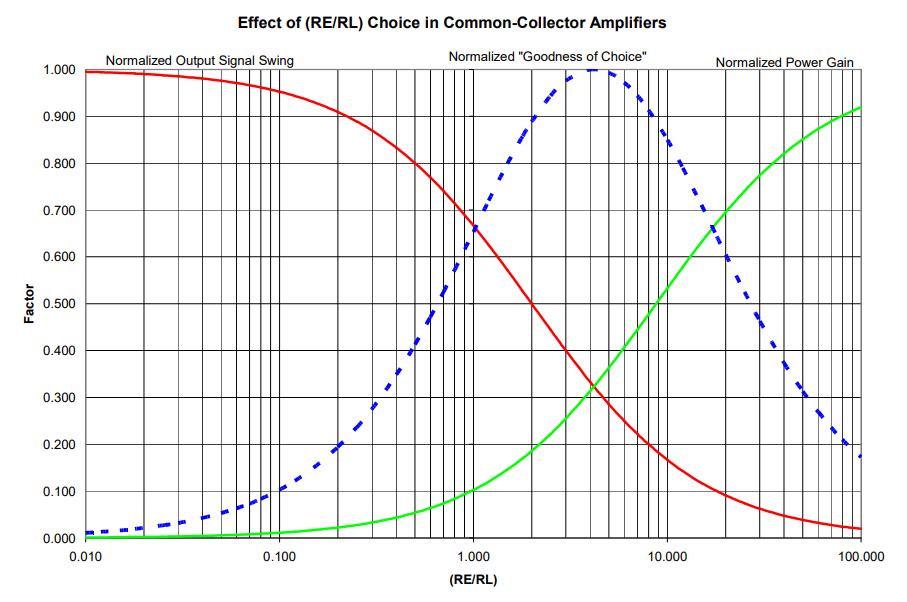 Effect of (RE/RL) Choice in Common-Collector Amplifiers
Normalized Output Signal Swing
Normalized "Goodness of Choice"
Normalized Power Gain
1.000
0.900
0.800
0.700
0.600
0.500
0.400
0.300
0.200
0.100
0.000
Factor
0.010
0.100
1.000
10.000
100.000
(RE/RL)